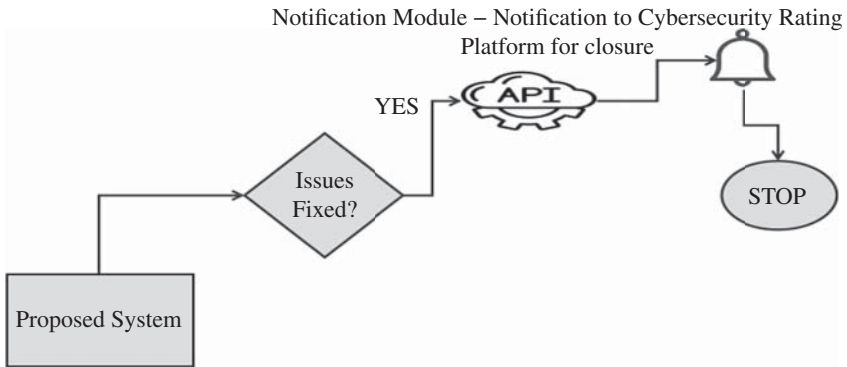 Notification Module – Notification to Cybersecurity Rating
Platform for closure
YES
API
Issues
Fixed?
STOP
Proposed System